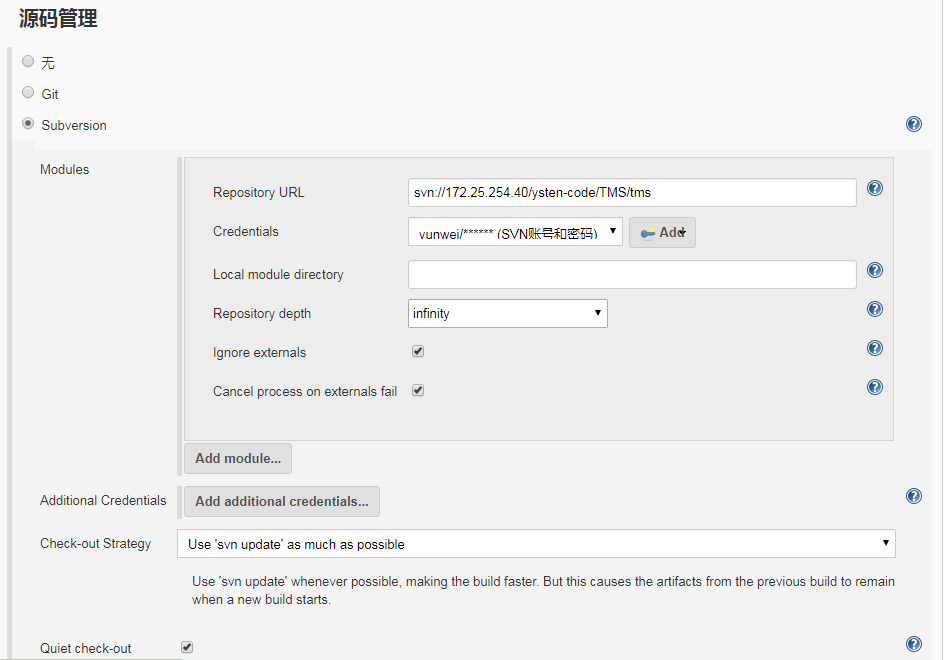 源码管理
无
Git
Subversion
Modules
Repository URL
svn://172.25.254.40/ysten-code/TMS/tms
Credentials
vunwei/****** (SVN账号和密码)
Add
Local module directory
Repository depth
infinity
Ignore externals
Cancel process on externals fail
Add module...
Additional Credentials
Add additional credentials...
Check-out Strategy
Use 'svn update' as much as possible
Use 'svn update' whenever possible, making the build faster. But this causes the artifacts from the previous build to remain
when a new build starts.
Quiet check-out